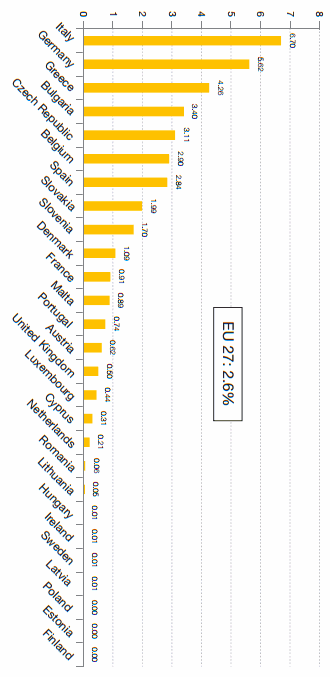 8
7
6
5
4
3
2
1
0
EU 27: 2.6%
6.70
5.62
4.26
3.40
3.11
2.90
2.84
1.99
1.70
1.09
0.91
0.89
0.74
0.62
0.50
0.44
0.31
0.21
0.06
0.05
0.01
0.01
0.01
0.01
0.00
0.00
0.00
Italy
Germany
Greece
Bulgaria
Czech Republic
Belgium
Spain
Slovakia
Slovenia
Denmark
France
Malta
Portugal
Austria
United Kingdom
Luxembourg
Cyprus
Netherlands
Romania
Lithuania
Hungary
Ireland
Sweden
Latvia
Poland
Estonia
Finland